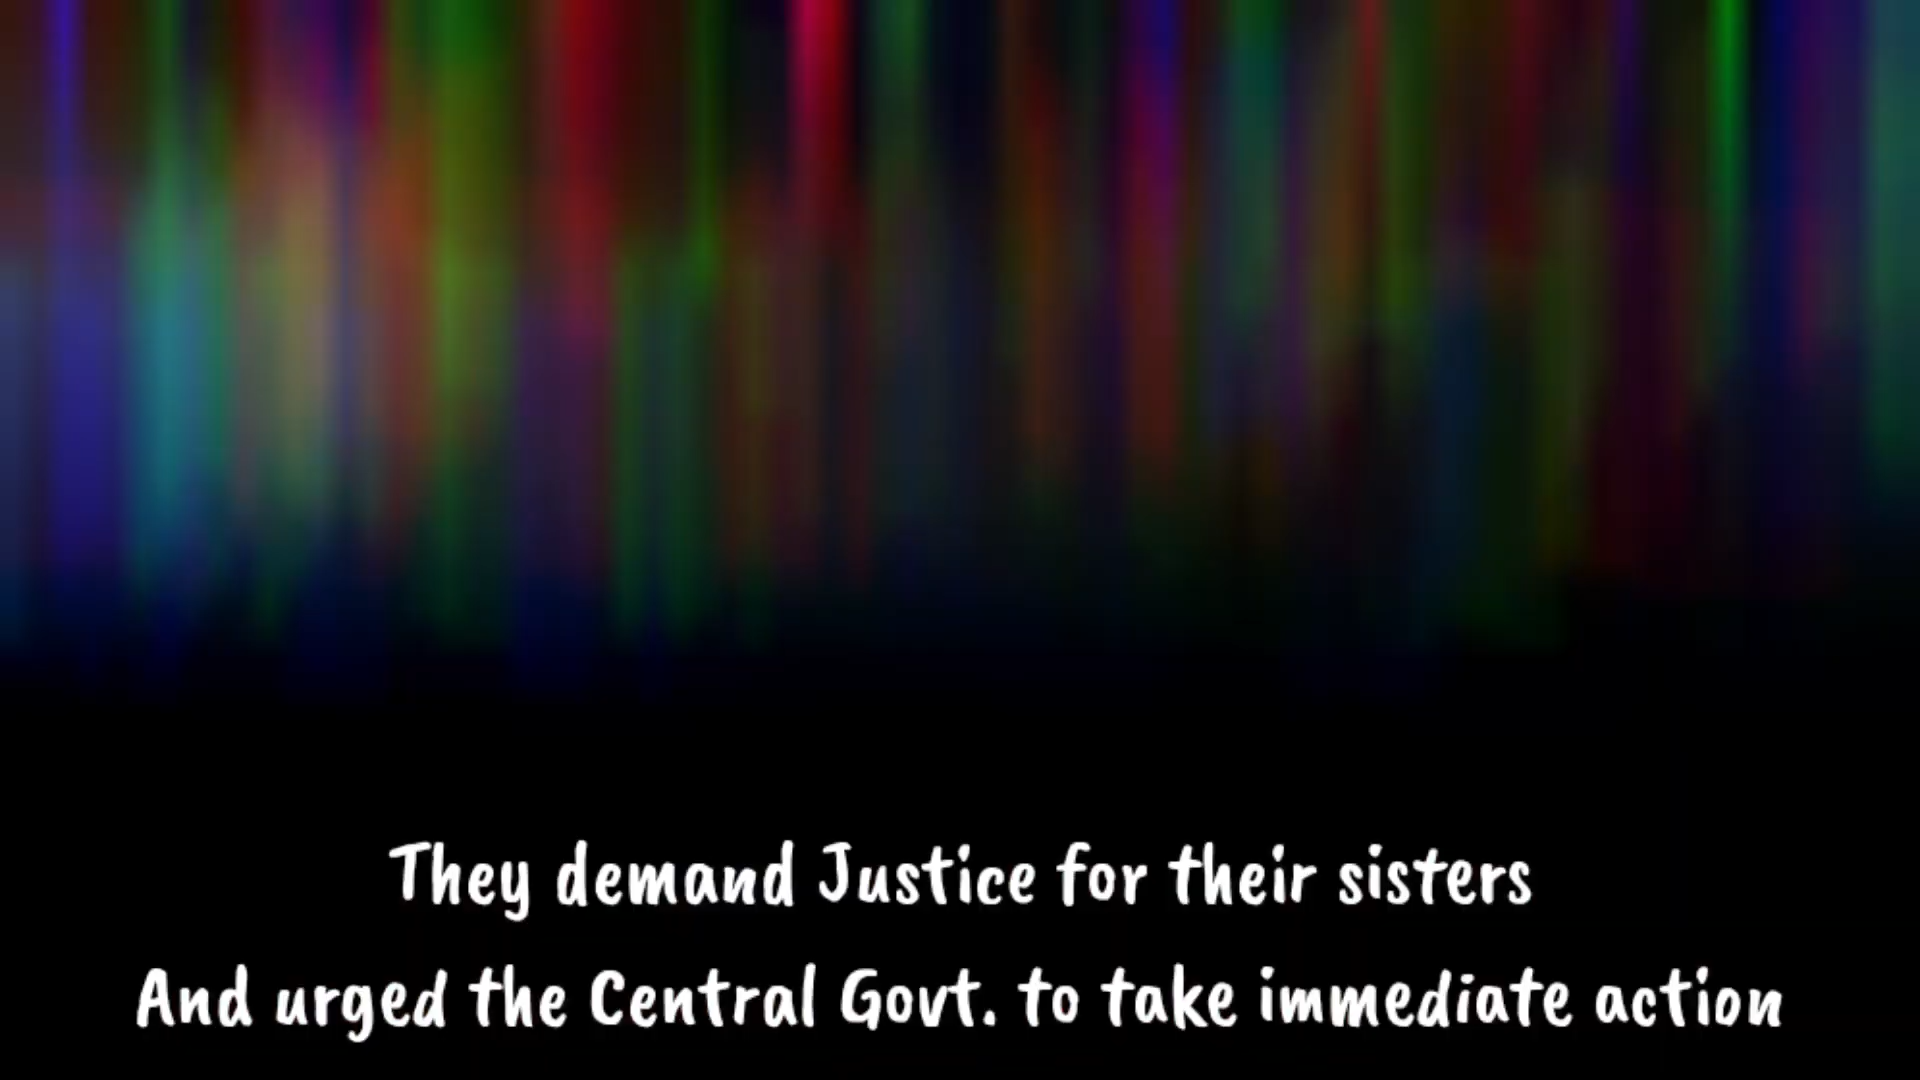 They demand Justice for their sisters
And urged the Central Govt. to take immediate action